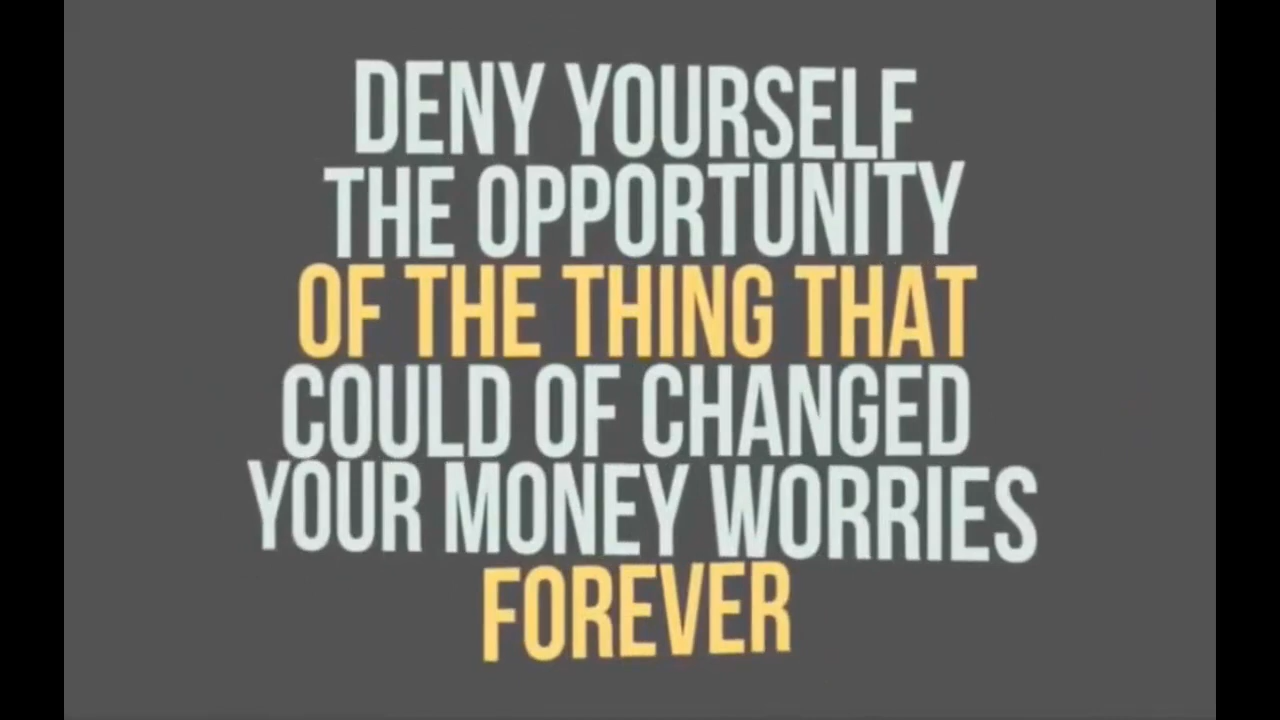 DENY YOURSELF
THE OPPORTUNITY
OF THE THING THAT
COULD OF CHANGED
YOUR MONEY WORRIES
FOREVER